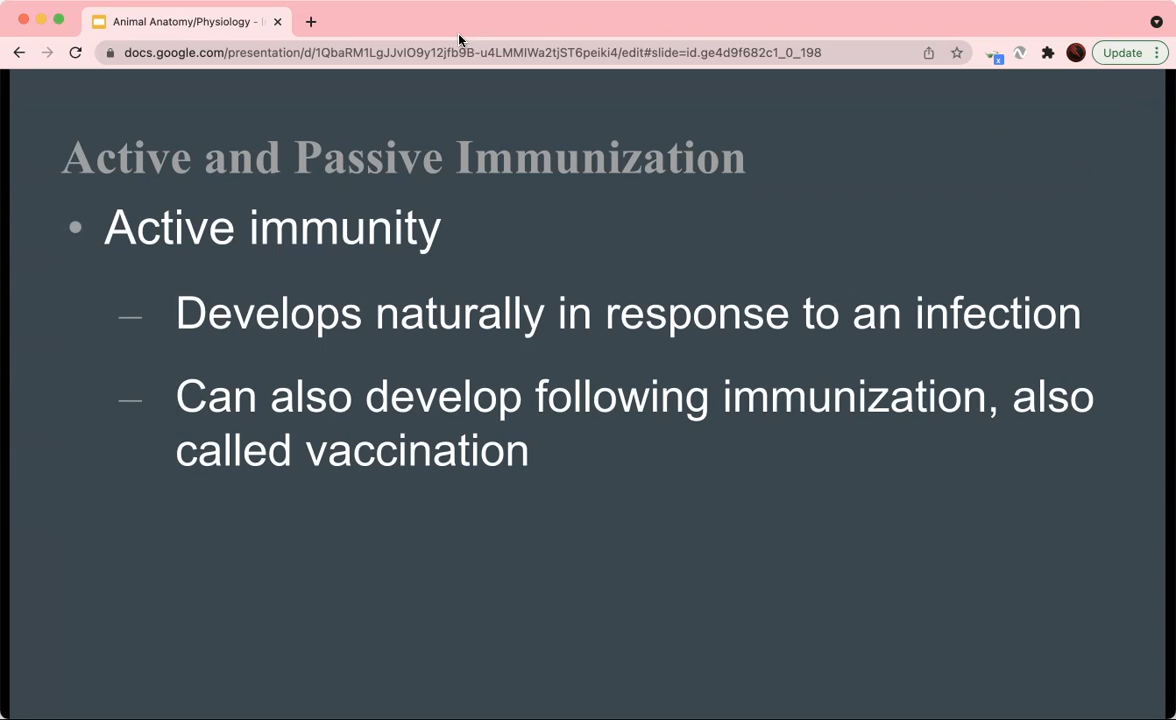 Animal Anatomy/Physiology -
docs.google.com/presentation/d/1QbaRM1LgJJvIO9y12jfb9B-u4LMMIWa2tjST6peiki4/edit#slide=id.ge4d9f682c1_0_198
Update
Active and Passive Immunization
• Active immunity
— Develops naturally in response to an infection
— Can also develop following immunization, also
called vaccination